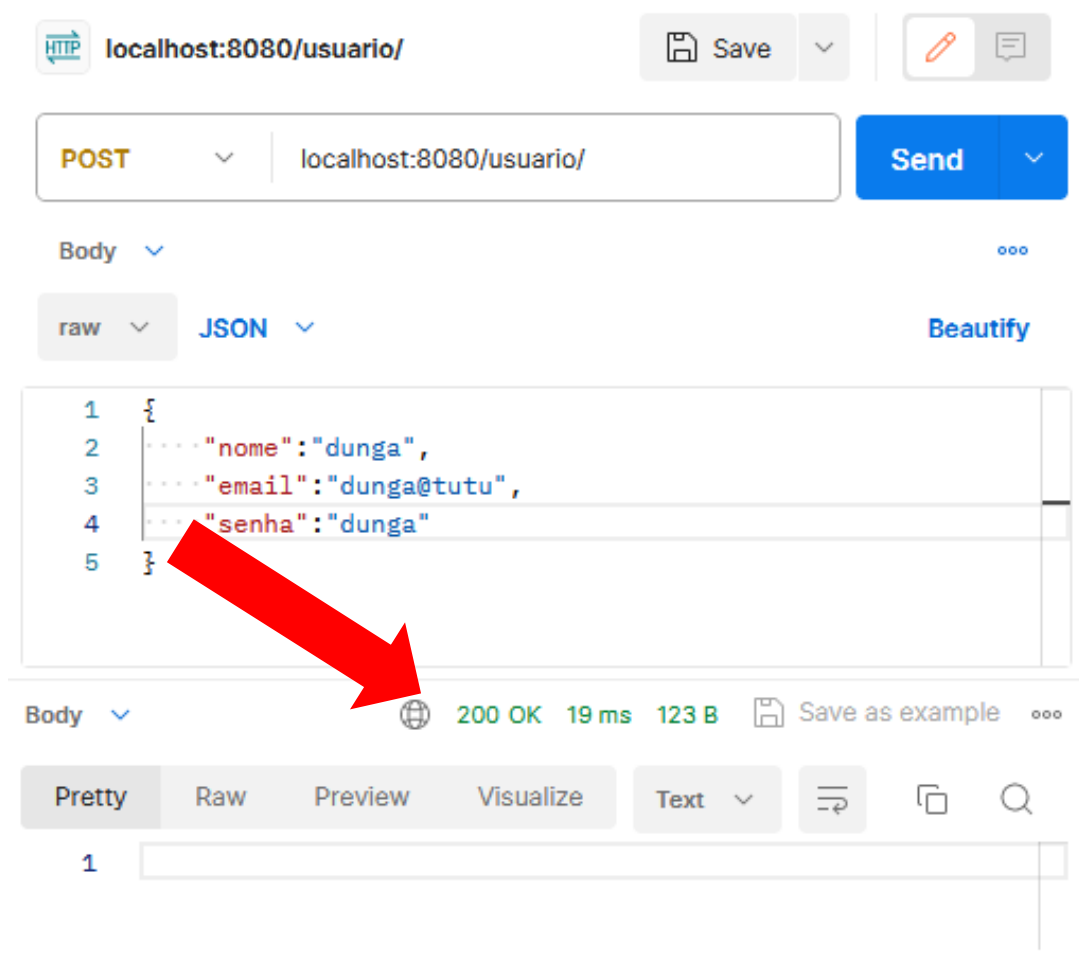 HTTP localhost:8080/usuario/ Save
POST localhost:8080/usuario/ Send
Body
raw JSON Beautify
1 {
2 "nome":"dunga",
3 "email":"dunga@tutu",
4 "senha":"dunga"
5 }
Body 200 OK 19 ms 123 B Save as example
Pretty Raw Preview Visualize Text
1